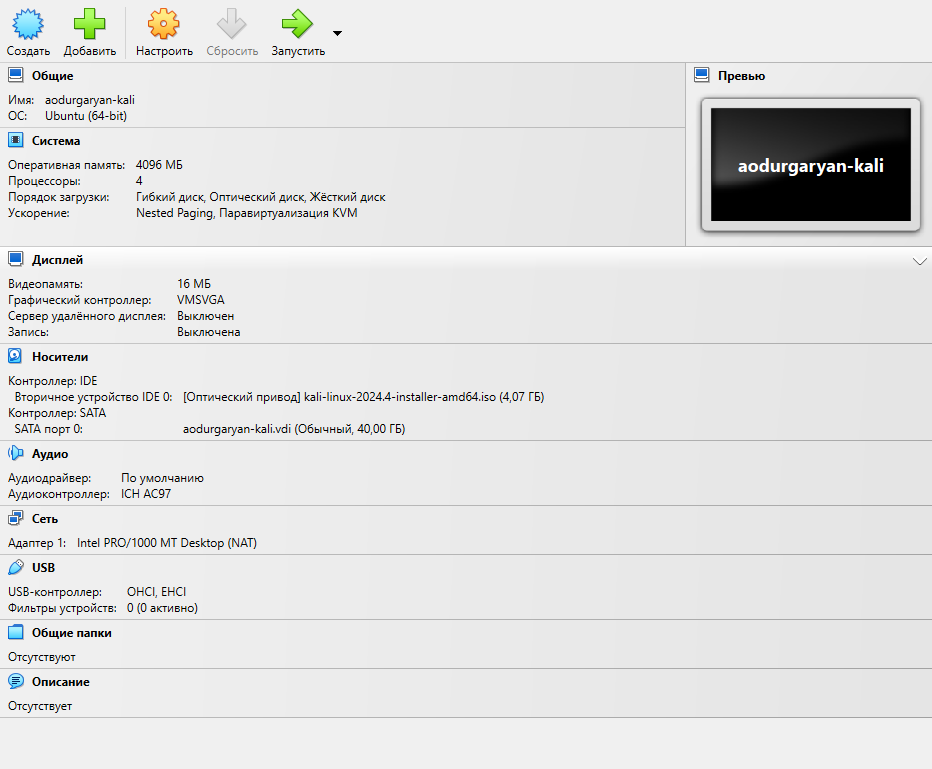 Создать Добавить Настроить Сбросить Запустить
Общие
Имя: aodurgaryan-kali
ОС: Ubuntu (64-bit)
Система
Оперативная память: 4096 МБ
Процессоры: 4
Порядок загрузки: Гибкий диск, Оптический диск, Жёсткий диск
Ускорение: Nested Paging, Паравиртуализация KVM
Превью
aodurgaryan-kali
Дисплей
Видеопамять: 16 МБ
Графический контроллер: VMSVGA
Сервер удалённого дисплея: Выключен
Запись: Выключена
Носители
Контроллер: IDE
Вторичное устройство IDE 0: [Оптический привод] kali-linux-2024.4-installer-amd64.iso (4,07 ГБ)
Контроллер: SATA
SATA порт 0: aodurgaryan-kali.vdi (Обычный, 40,00 ГБ)
Аудио
Аудиодрайвер: По умолчанию
Аудиоконтроллер: ICH AC97
Сеть
Адаптер 1: Intel PRO/1000 MT Desktop (NAT)
USB
USB-контроллер: OHCI, EHCI
Фильтры устройств: 0 (0 активно)
Общие папки
Отсутствуют
Описание
Отсутствует